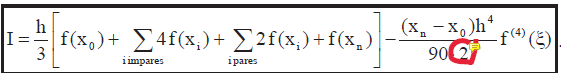 I = h/3 [ f(x₀) + ∑ 4f(xᵢ) + ∑ 2f(xᵢ) + f(xₙ) ] − (xₙ − x₀)h⁴ / 90 2 f⁽⁴⁾(ξ).
i impares i pares